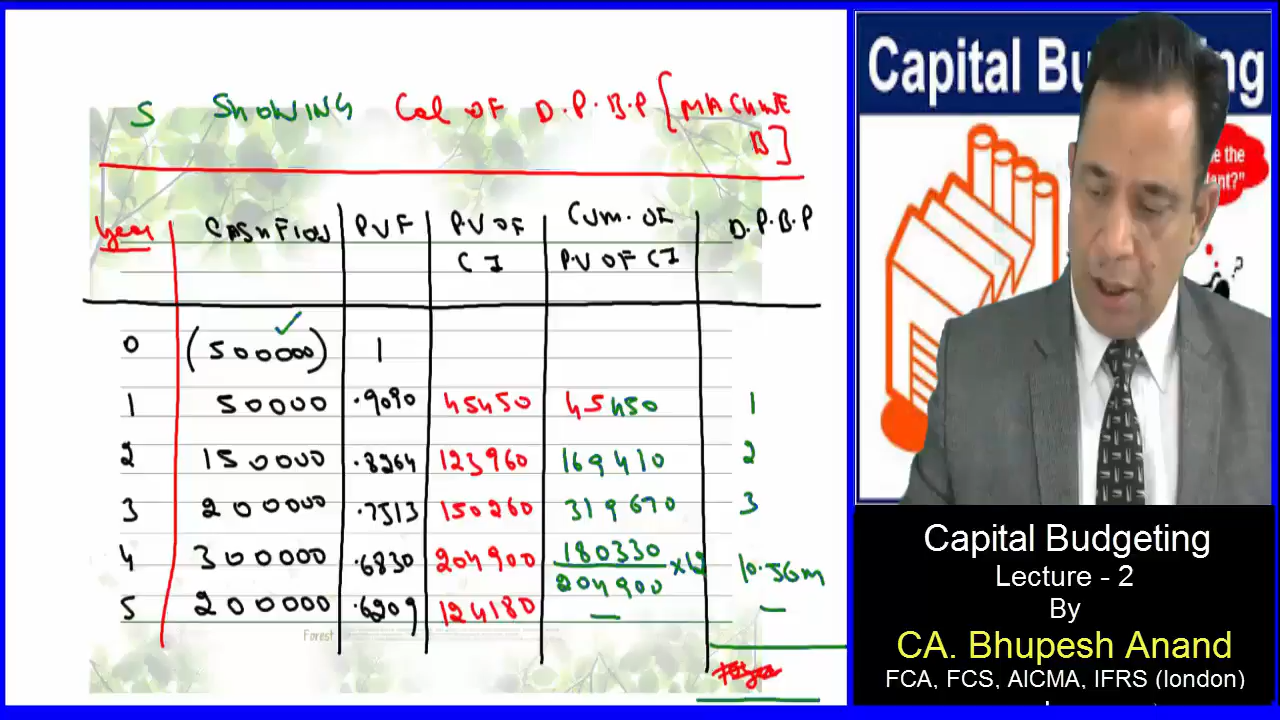 S SHOWING Cal OF D.P.B.P [MACHINE
B]
Year CASH FLOW PVF PV OF CUM. OF D.P.B.P
C I PV OF CI
0 (500000) 1
1 50000 .9090 45450 45450 1
2 150000 .8264 123960 169410 2
3 200000 .7513 150260 319670 3
4 300000 .6830 204900 180330 10.56m
204900
5 200000 .6209 124180 — —
Forest
Capital Bu ng
e the
?
Capital Budgeting
Lecture - 2
By
CA. Bhupesh Anand
FCA, FCS, AICMA, IFRS (london)